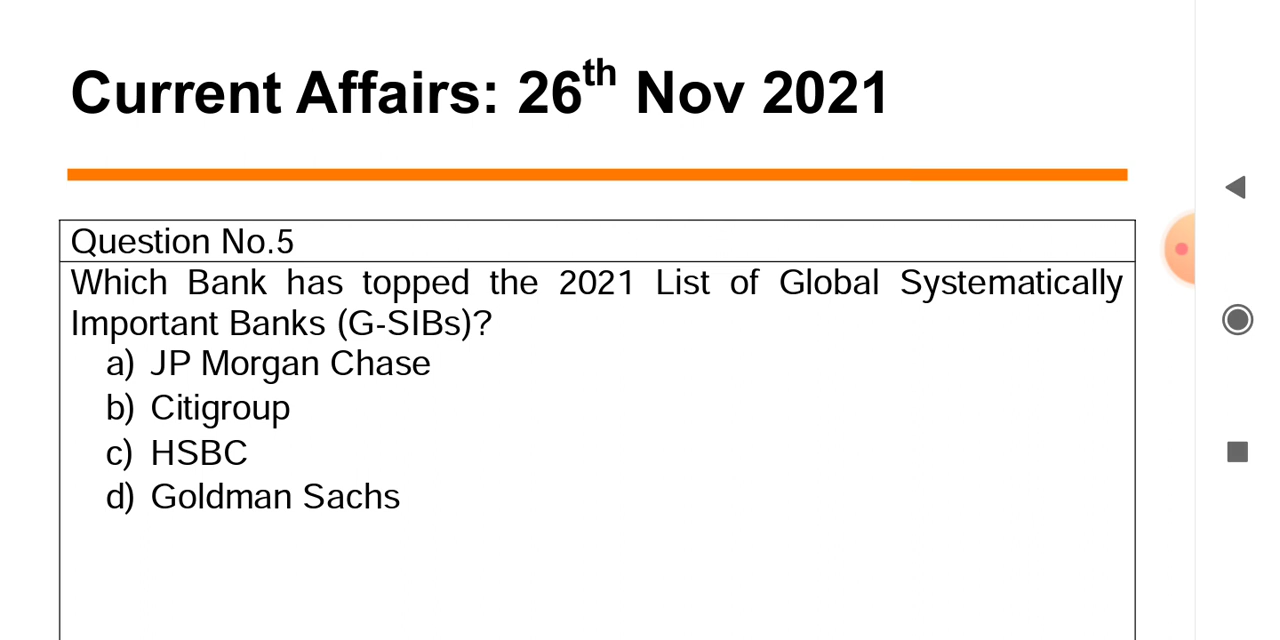 Current Affairs: 26th Nov 2021
Question No.5
Which Bank has topped the 2021 List of Global Systematically
Important Banks (G-SIBs)?
a) JP Morgan Chase
b) Citigroup
c) HSBC
d) Goldman Sachs